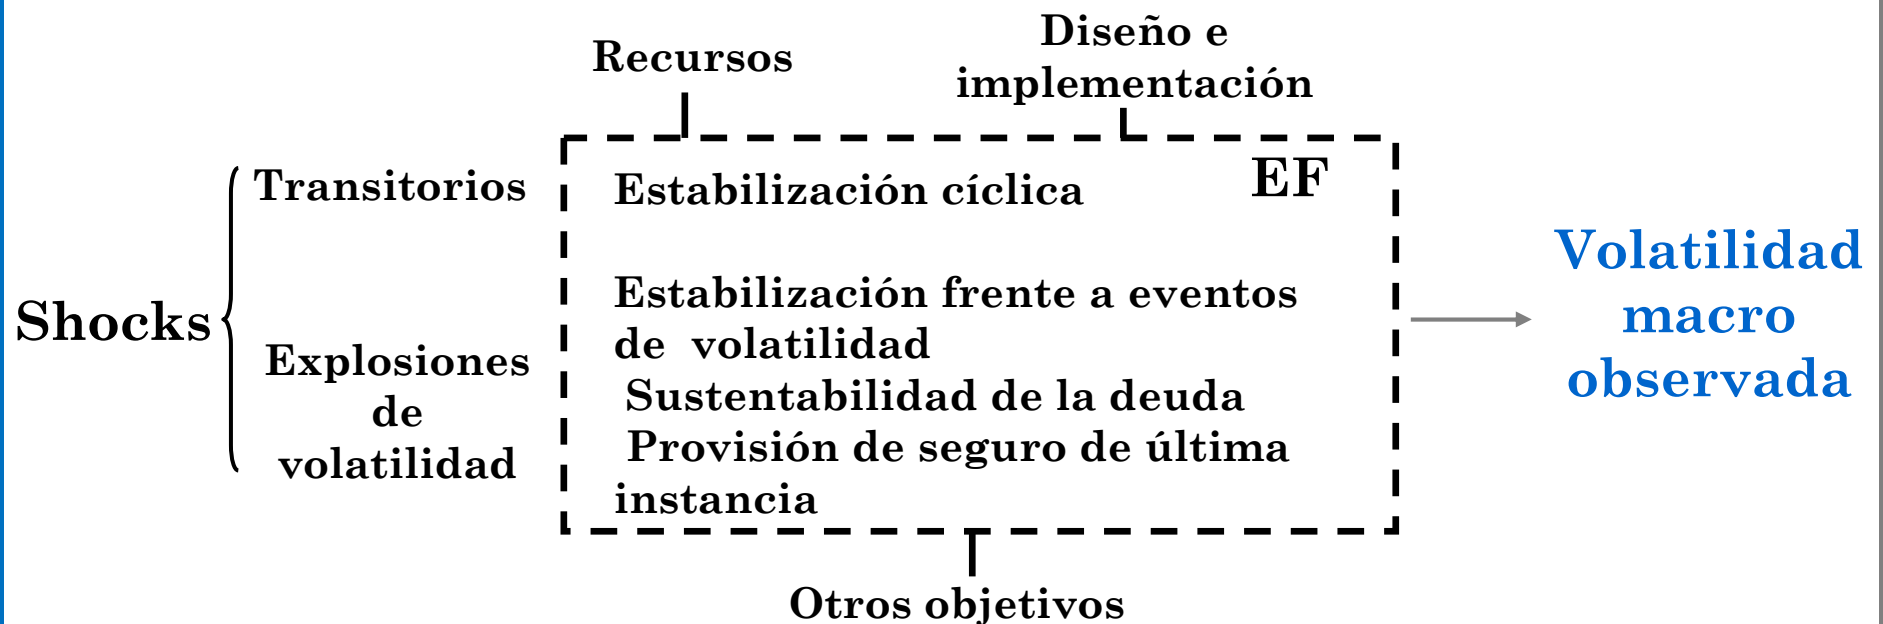 Recursos
Diseño e
implementación
EF
Shocks
Transitorios
Explosiones
de
volatilidad
Estabilización cíclica
Estabilización frente a eventos
de volatilidad
Sustentabilidad de la deuda
Provisión de seguro de última
instancia
Volatilidad
macro
observada
Otros objetivos